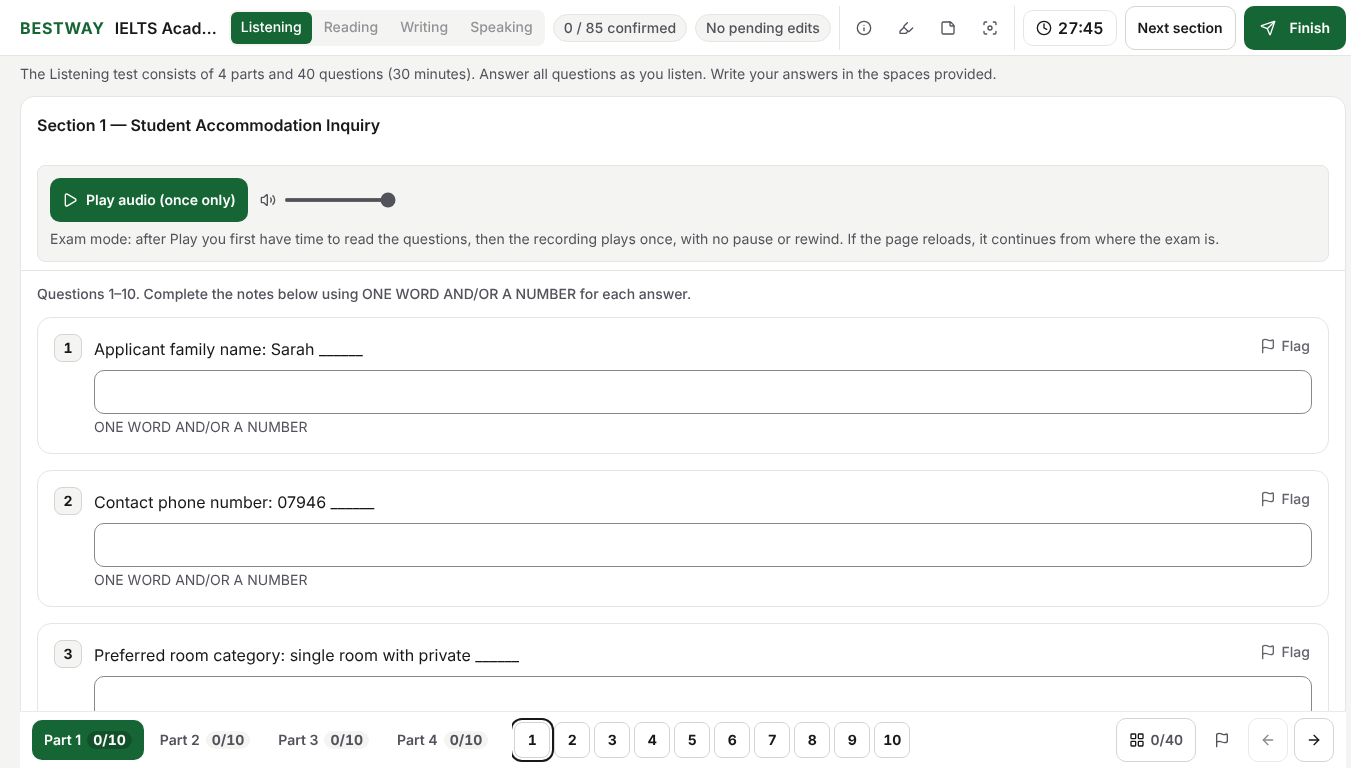 BESTWAY IELTS Acad... Listening Reading Writing Speaking 0 / 85 confirmed No pending edits 27:45 Next section Finish
The Listening test consists of 4 parts and 40 questions (30 minutes). Answer all questions as you listen. Write your answers in the spaces provided.
Section 1 — Student Accommodation Inquiry
Play audio (once only)
Exam mode: after Play you first have time to read the questions, then the recording plays once, with no pause or rewind. If the page reloads, it continues from where the exam is.
Questions 1–10. Complete the notes below using ONE WORD AND/OR A NUMBER for each answer.
1 Applicant family name: Sarah ______ Flag
ONE WORD AND/OR A NUMBER
2 Contact phone number: 07946 ______ Flag
ONE WORD AND/OR A NUMBER
3 Preferred room category: single room with private ______ Flag
Part 1 0/10 Part 2 0/10 Part 3 0/10 Part 4 0/10 1 2 3 4 5 6 7 8 9 10 0/40